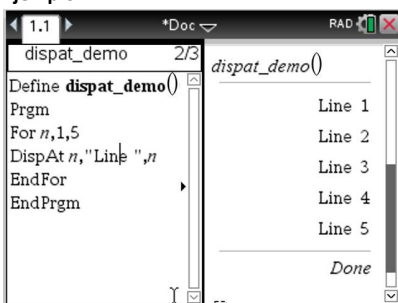 1.1
*Doc
RAD
dispat_demo 2/3
Define dispat_demo()
Prgm
For n,1,5
DispAt n,"Line ",n
EndFor
EndPrgm
dispat_demo()
Line 1
Line 2
Line 3
Line 4
Line 5
Done